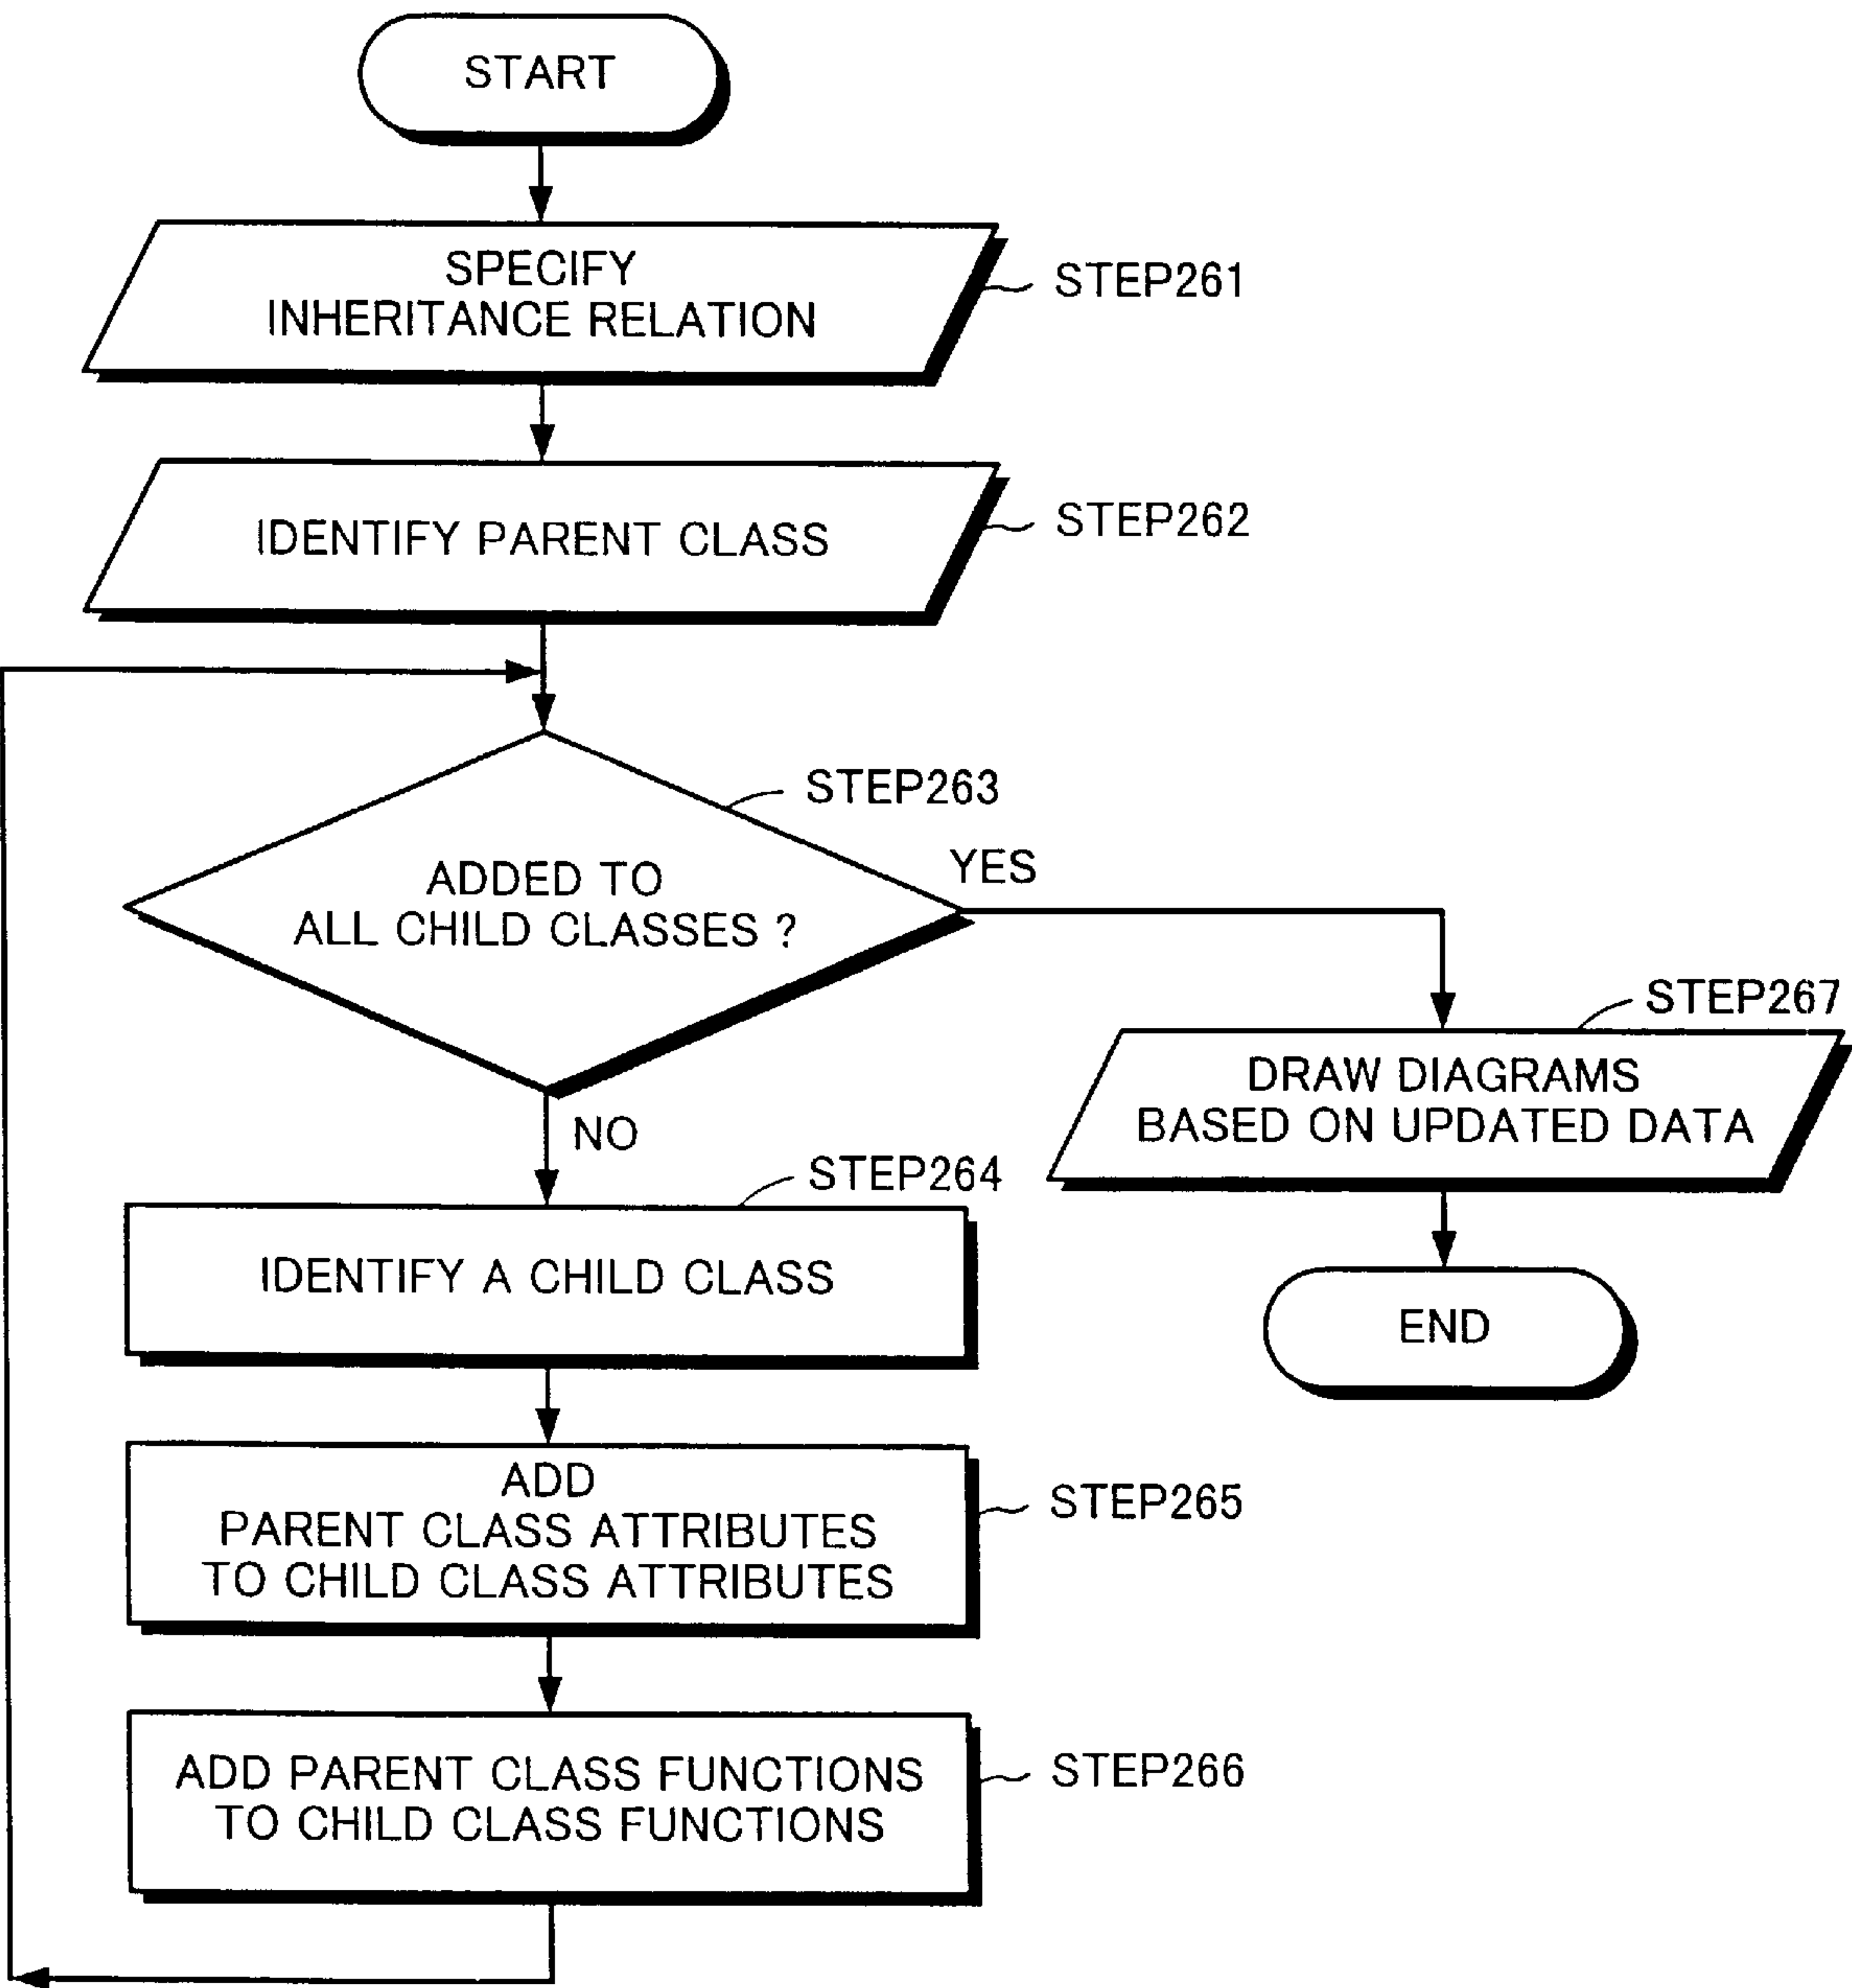 START
SPECIFY
INHERITANCE RELATION
STEP261
IDENTIFY PARENT CLASS
STEP262
STEP263
ADDED TO
ALL CHILD CLASSES ?
YES
NO
STEP264
IDENTIFY A CHILD CLASS
ADD
PARENT CLASS ATTRIBUTES
TO CHILD CLASS ATTRIBUTES
STEP265
ADD PARENT CLASS FUNCTIONS
TO CHILD CLASS FUNCTIONS
STEP266
STEP267
DRAW DIAGRAMS
BASED ON UPDATED DATA
END